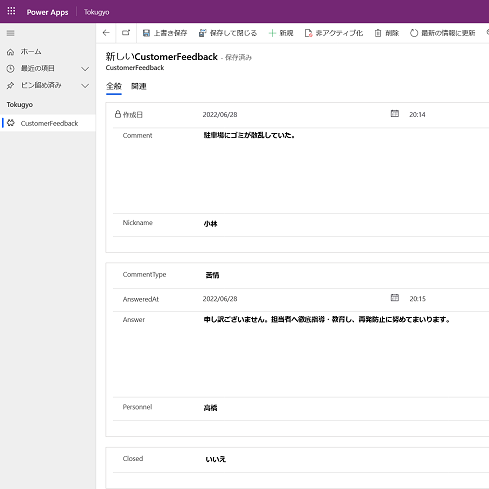 Power Apps Tokugyo
上書き保存 保存して閉じる 新規 非アクティブ化 削除 最新の情報に更新
ホーム
最近の項目
ピン留め済み
Tokugyo
CustomerFeedback
新しいCustomerFeedback - 保存済み
CustomerFeedback
全般 関連
作成日 2022/06/28 20:14
Comment 駐車場にゴミが散乱していた。
Nickname 小林
CommentType 苦情
AnsweredAt 2022/06/28 20:15
Answer 申し訳ございません。担当者へ徹底指導・教育し、再発防止に努めてまいります。
Personnel 高橋
Closed いいえ